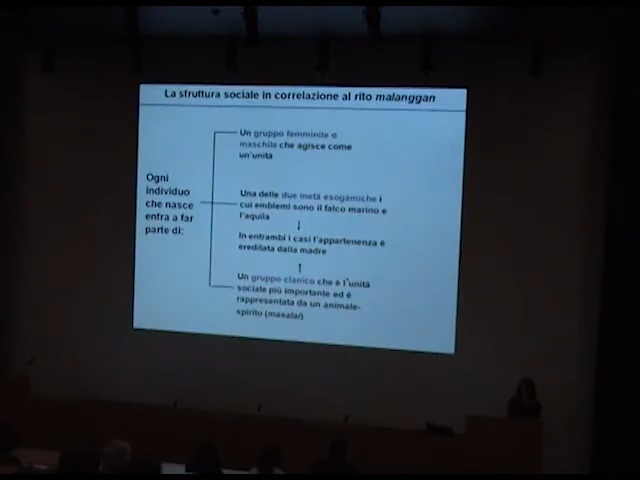 La struttura sociale in correlazione al rito malanggan
Un gruppo femminile o
maschile che agisce come
un'unità
Ogni
individuo
che nasce
entra a far
parte di:
Una delle due metà esogamiche i
cui emblemi sono il falco marino e
l'aquila
In entrambi i casi l'appartenenza è
ereditata dalla madre
Un gruppo clanico che è l'unità
sociale più importante ed è
rappresentata da un animale-
spirito (masalai)